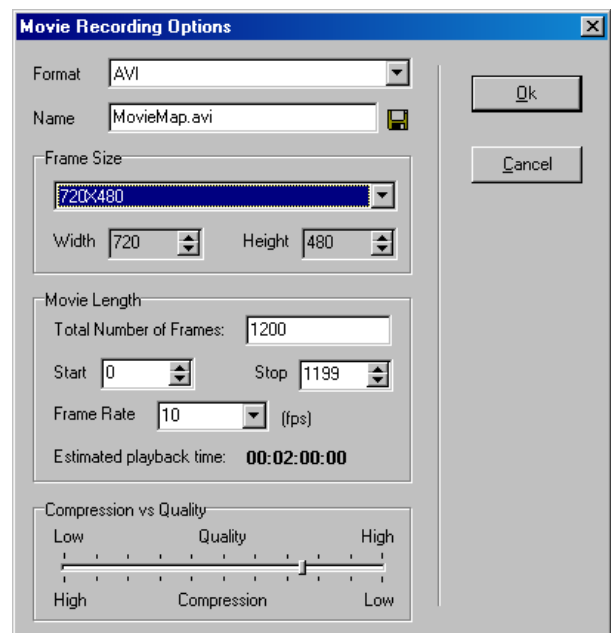 Movie Recording Options
Format AVI
Ok
Name MovieMap.avi
Frame Size
Cancel
720X480
Width 720 Height 480
Movie Length
Total Number of Frames: 1200
Start 0 Stop 1199
Frame Rate 10 (fps)
Estimated playback time: 00:02:00:00
Compression vs Quality
Low Quality High
High Compression Low